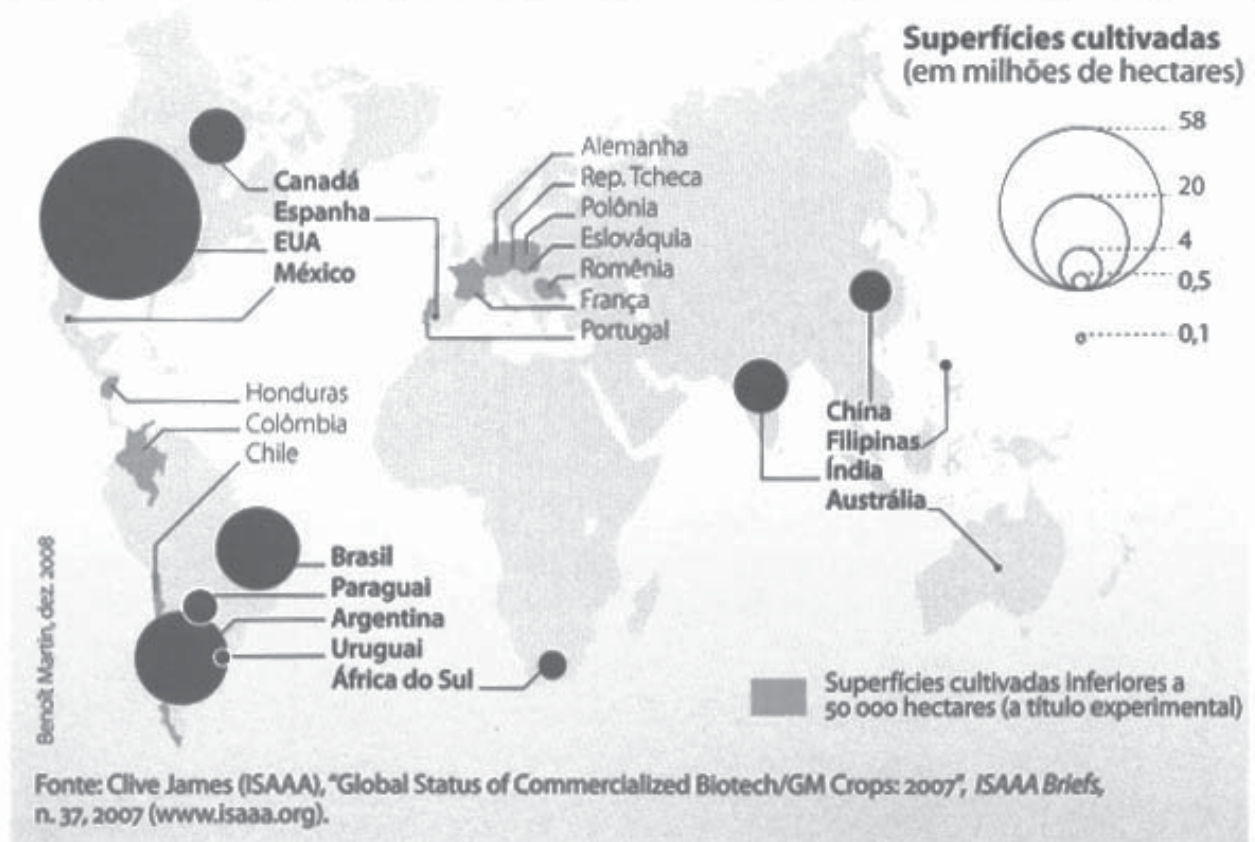 Superfícies cultivadas
(em milhões de hectares)
58
20
4
0,5
0,1
Canadá
Espanha
EUA
México
Alemanha
Rep. Tcheca
Polônia
Eslováquia
Romênia
França
Portugal
Honduras
Colômbia
Chile
China
Filipinas
Índia
Austrália
Brasil
Paraguai
Argentina
Uruguai
África do Sul
Superfícies cultivadas inferiores a
50 000 hectares (a título experimental)
Benoît Martin, dez. 2008
Fonte: Clive James (ISAAA), “Global Status of Commercialized Biotech/GM Crops: 2007”, ISAAA Briefs,
n. 37, 2007 (www.isaaa.org).